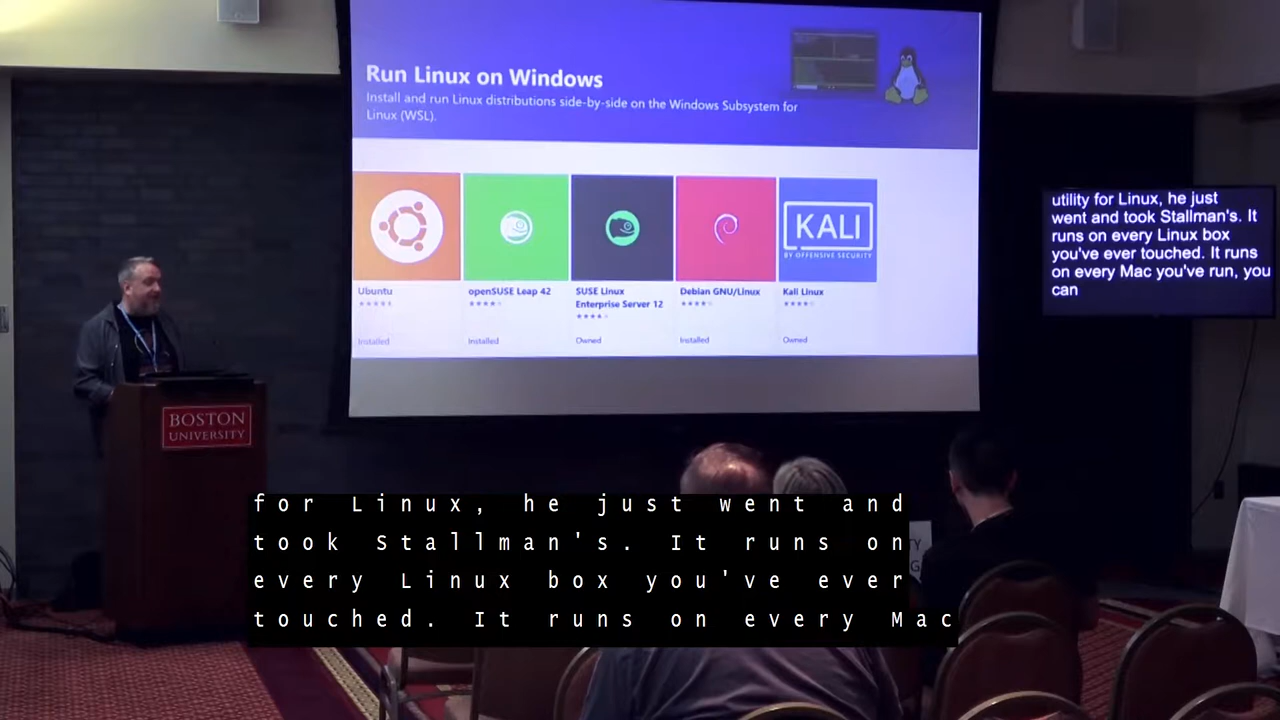 Run Linux on Windows
Install and run Linux distributions side-by-side on the Windows Subsystem for
Linux (WSL).
KALI
BY OFFENSIVE SECURITY
Ubuntu
openSUSE Leap 42
SUSE Linux
Enterprise Server 12
Debian GNU/Linux
Kali Linux
Installed
Installed
Owned
Installed
Owned
utility for Linux, he just
went and took Stallman's. It
runs on every Linux box
you've ever touched. It runs
on every Mac you've run, you
can
BOSTON
UNIVERSITY
for Linux, he just went and
took Stallman's. It runs on
every Linux box you've ever
touched. It runs on every Mac